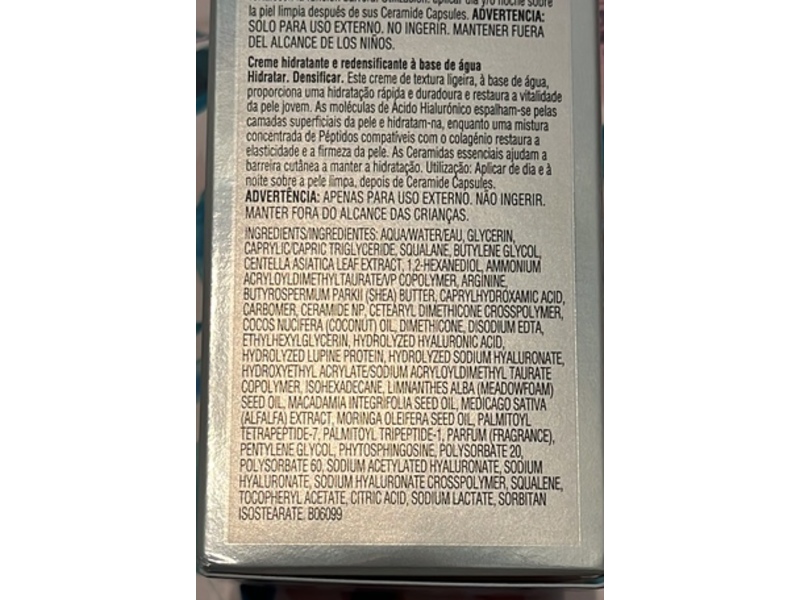 la piel limpia después de sus Ceramide Capsules. ADVERTENCIA:
SOLO PARA USO EXTERNO. NO INGERIR. MANTENER FUERA
DEL ALCANCE DE LOS NIÑOS.
Creme hidratante e redensificante à base de água
Hidratar. Densificar. Este creme de textura ligeira, à base de água,
proporciona uma hidratação rápida e duradoura e restaura a vitalidade
da pele jovem. As moléculas de Ácido Hialurónico espalham-se pelas
camadas superficiais da pele e hidratam-na, enquanto uma mistura
concentrada de Péptidos compatíveis com o colagénio restaura a
elasticidade e a firmeza da pele. As Ceramidas essenciais ajudam a
barreira cutânea a manter a hidratação. Utilização: Aplicar de dia e à
noite sobre a pele limpa, depois de Ceramide Capsules.
ADVERTÊNCIA: APENAS PARA USO EXTERNO. NÃO INGERIR.
MANTER FORA DO ALCANCE DAS CRIANÇAS.
INGREDIENTS/INGREDIENTES: AQUA/WATER/EAU, GLYCERIN,
CAPRYLIC/CAPRIC TRIGLYCERIDE, SQUALANE, BUTYLENE GLYCOL,
CENTELLA ASIATICA LEAF EXTRACT, 1,2-HEXANEDIOL, AMMONIUM
ACRYLOYLDIMETHYLTAURATE/VP COPOLYMER, ARGININE,
BUTYROSPERMUM PARKII (SHEA) BUTTER, CAPRYLHYDROXAMIC ACID,
CARBOMER, CERAMIDE NP, CETEARYL DIMETHICONE CROSSPOLYMER,
COCOS NUCIFERA (COCONUT) OIL, DIMETHICONE, DISODIUM EDTA,
ETHYLHEXYLGLYCERIN, HYDROLYZED HYALURONIC ACID,
HYDROLYZED LUPINE PROTEIN, HYDROLYZED SODIUM HYALURONATE,
HYDROXYETHYL ACRYLATE/SODIUM ACRYLOYLDIMETHYL TAURATE
COPOLYMER, ISOHEXADECANE, LIMNANTHES ALBA (MEADOWFOAM)
SEED OIL, MACADAMIA INTEGRIFOLIA SEED OIL, MEDICAGO SATIVA
(ALFALFA) EXTRACT, MORINGA OLEIFERA SEED OIL, PALMITOYL
TETRAPEPTIDE-7, PALMITOYL TRIPEPTIDE-1, PARFUM (FRAGRANCE),
PENTYLENE GLYCOL, PHYTOSPHINGOSINE, POLYSORBATE 20,
POLYSORBATE 60, SODIUM ACETYLATED HYALURONATE, SODIUM
HYALURONATE, SODIUM HYALURONATE CROSSPOLYMER, SQUALENE,
TOCOPHERYL ACETATE, CITRIC ACID, SODIUM LACTATE, SORBITAN
ISOSTEARATE. B06099